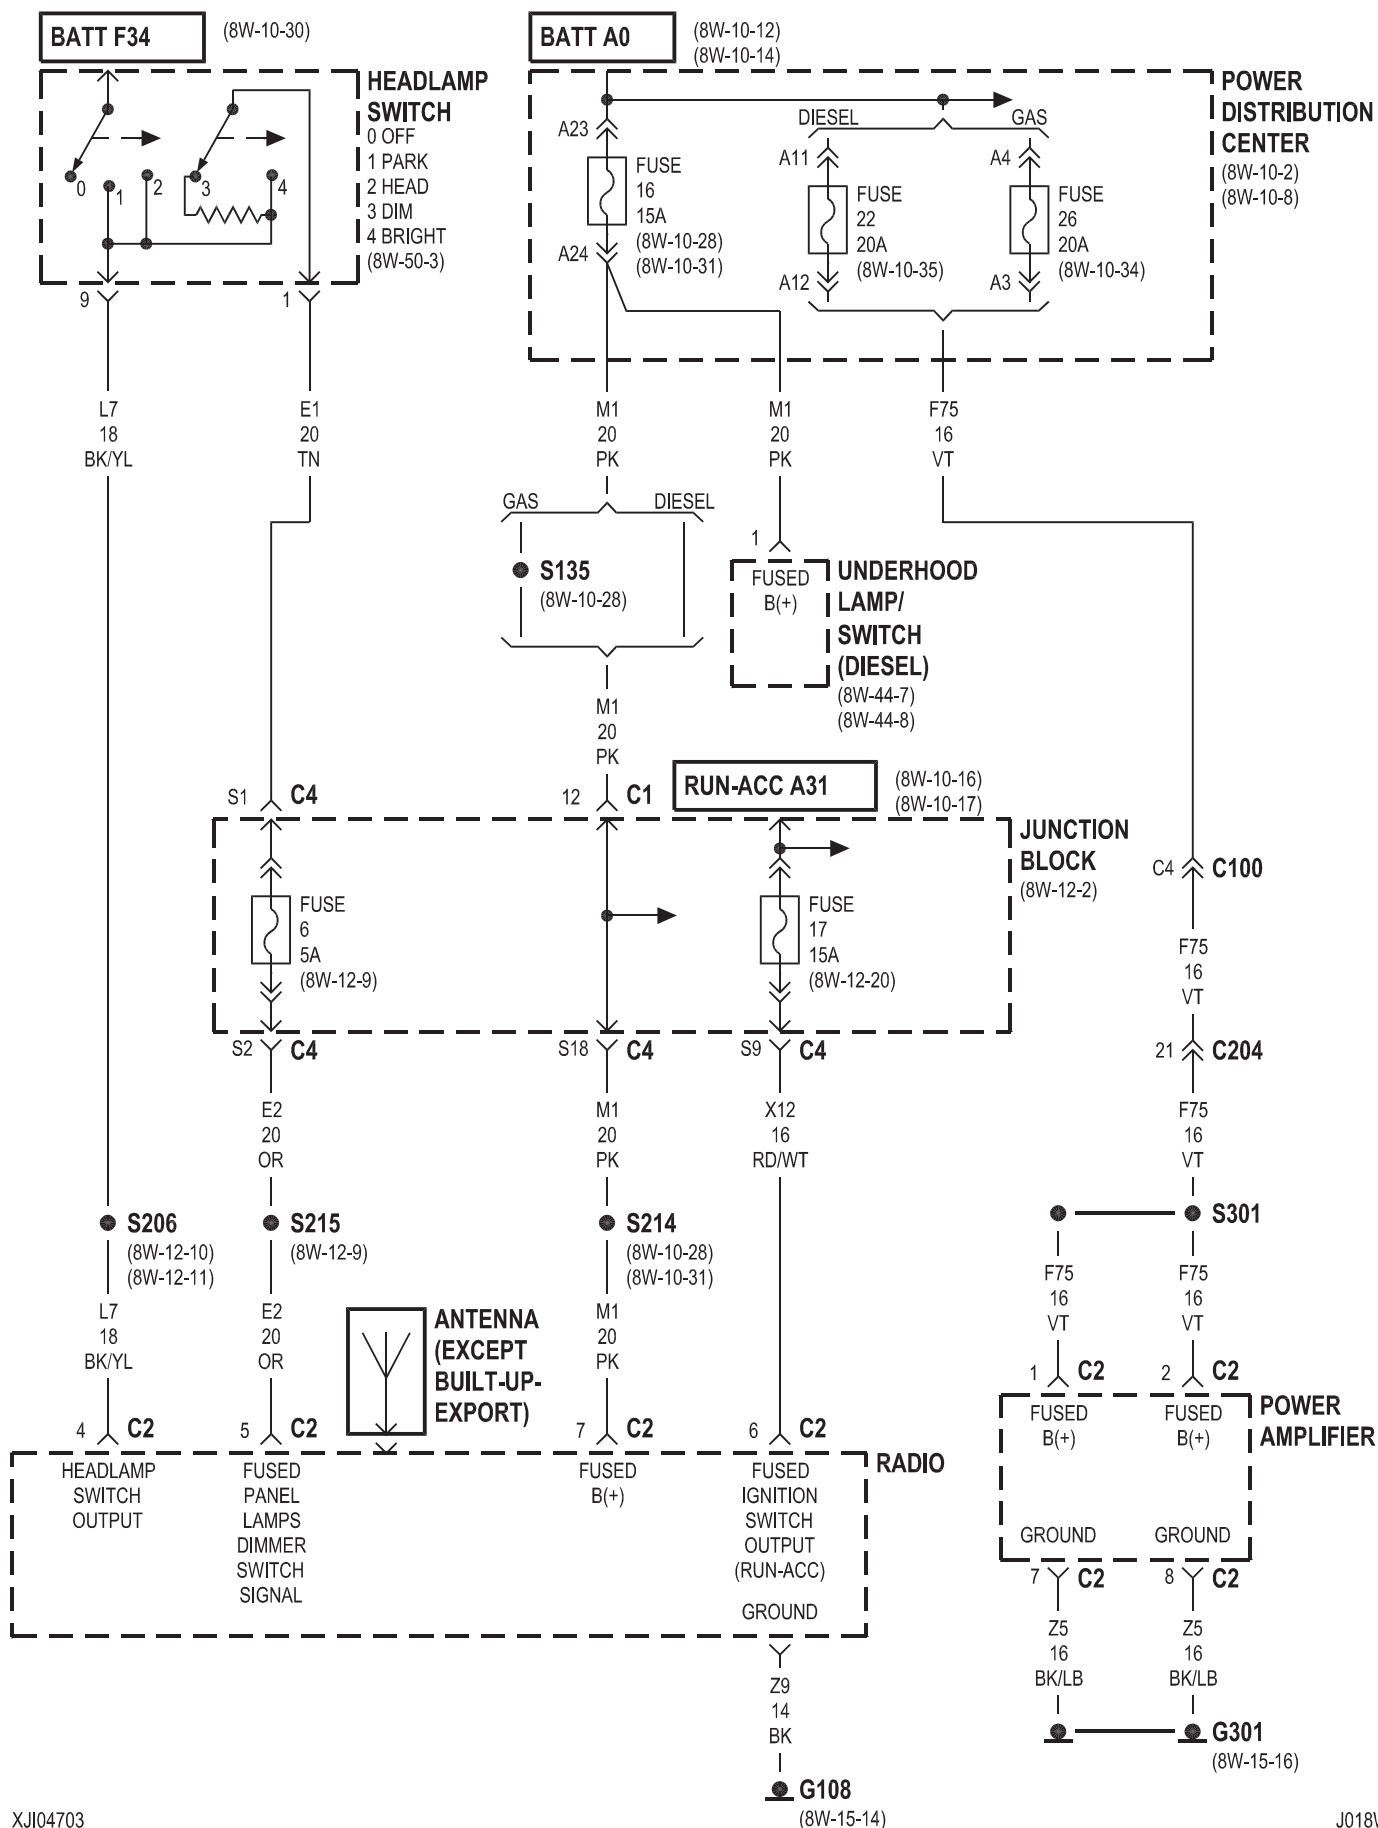 BATT F34
(8W-10-30)
BATT A0
(8W-10-12)
(8W-10-14)
HEADLAMP
SWITCH
0 OFF
1 PARK
2 HEAD
3 DIM
4 BRIGHT
(8W-50-3)
0
1
2
3
4
9
1
POWER
DISTRIBUTION
CENTER
(8W-10-2)
(8W-10-8)
A23
FUSE
16
15A
(8W-10-28)
(8W-10-31)
A24
DIESEL
GAS
A11
FUSE
22
20A
(8W-10-35)
A12
A4
FUSE
26
20A
(8W-10-34)
A3
L7
18
BK/YL
E1
20
TN
M1
20
PK
M1
20
PK
F75
16
VT
GAS
DIESEL
S135
(8W-10-28)
1
FUSED
B(+)
UNDERHOOD
LAMP/
SWITCH
(DIESEL)
(8W-44-7)
(8W-44-8)
M1
20
PK
RUN-ACC A31
(8W-10-16)
(8W-10-17)
S1
C4
12
C1
JUNCTION
BLOCK
(8W-12-2)
FUSE
6
5A
(8W-12-9)
FUSE
17
15A
(8W-12-20)
C4
C100
F75
16
VT
S2
C4
S18
C4
S9
C4
21
C204
E2
20
OR
M1
20
PK
X12
16
RD/WT
F75
16
VT
S206
(8W-12-10)
(8W-12-11)
S215
(8W-12-9)
S214
(8W-10-28)
(8W-10-31)
S301
L7
18
BK/YL
E2
20
OR
ANTENNA
(EXCEPT
BUILT-UP-
EXPORT)
M1
20
PK
F75
16
VT
F75
16
VT
4
C2
5
C2
7
C2
6
C2
1
C2
2
C2
HEADLAMP
SWITCH
OUTPUT
FUSED
PANEL
LAMPS
DIMMER
SWITCH
SIGNAL
FUSED
B(+)
FUSED
IGNITION
SWITCH
OUTPUT
(RUN-ACC)
GROUND
RADIO
FUSED
B(+)
FUSED
B(+)
POWER
AMPLIFIER
GROUND
GROUND
7
C2
8
C2
Z9
14
BK
Z5
16
BK/LB
Z5
16
BK/LB
G108
(8W-15-14)
G301
(8W-15-16)
XJI04703